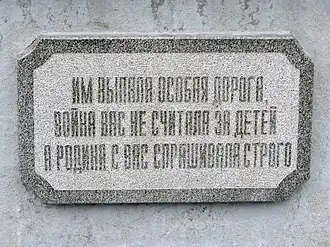 ИМ ВЫПАЛА ОСОБАЯ ДОРОГА,
ВОЙНА ВАС НЕ СЧИТАЛА ЗА ДЕТЕЙ
А РОДИНА С ВАС СПРАШИВАЛА СТРОГО